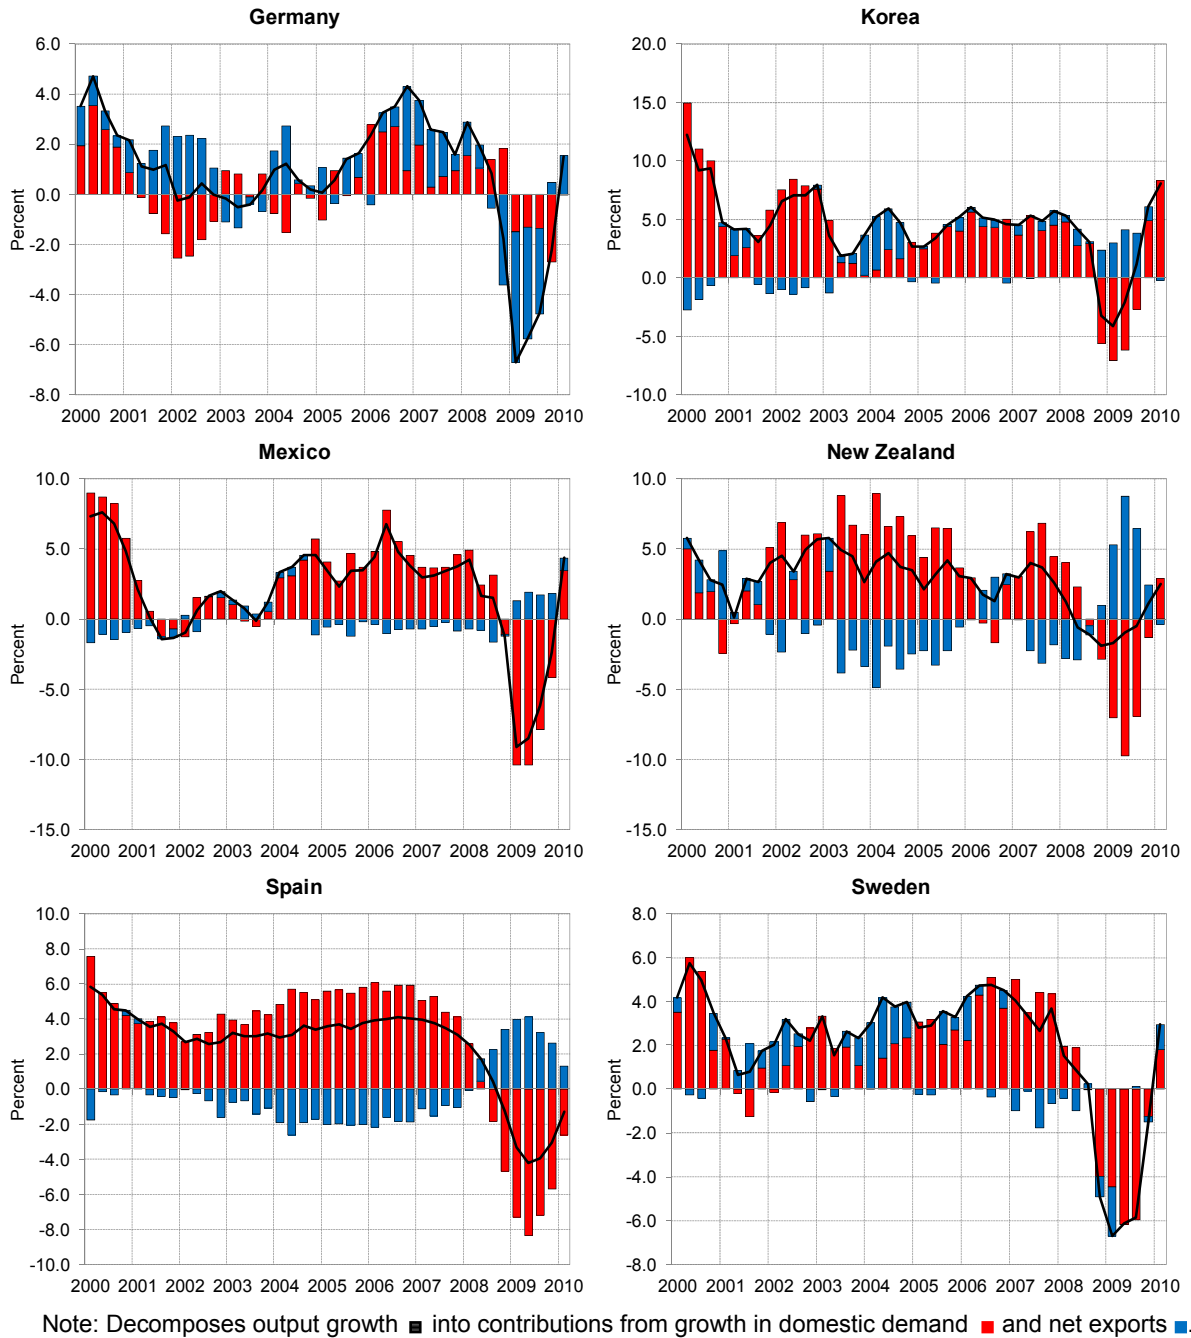 Germany
Korea
6.0
4.0
2.0
0.0
-2.0
-4.0
-6.0
-8.0
Percent
2000 2001 2002 2003 2004 2005 2006 2007 2008 2009 2010
20.0
15.0
10.0
5.0
0.0
-5.0
-10.0
Percent
2000 2001 2002 2003 2004 2005 2006 2007 2008 2009 2010
Mexico
New Zealand
10.0
5.0
0.0
-5.0
-10.0
-15.0
Percent
2000 2001 2002 2003 2004 2005 2006 2007 2008 2009 2010
10.0
5.0
0.0
-5.0
-10.0
-15.0
Percent
2000 2001 2002 2003 2004 2005 2006 2007 2008 2009 2010
Spain
Sweden
10.0
8.0
6.0
4.0
2.0
0.0
-2.0
-4.0
-6.0
-8.0
-10.0
Percent
2000 2001 2002 2003 2004 2005 2006 2007 2008 2009 2010
8.0
6.0
4.0
2.0
0.0
-2.0
-4.0
-6.0
-8.0
Percent
2000 2001 2002 2003 2004 2005 2006 2007 2008 2009 2010
Note: Decomposes output growth into contributions from growth in domestic demand and net exports .